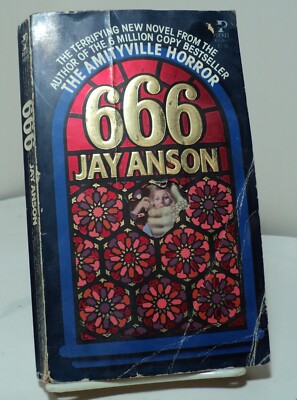 THE TERRIFYING NEW NOVEL FROM THE
AUTHOR OF THE 6 MILLION COPY BESTSELLER
THE AMITYVILLE HORROR
666
JAY ANSON
666 JAY ANSON